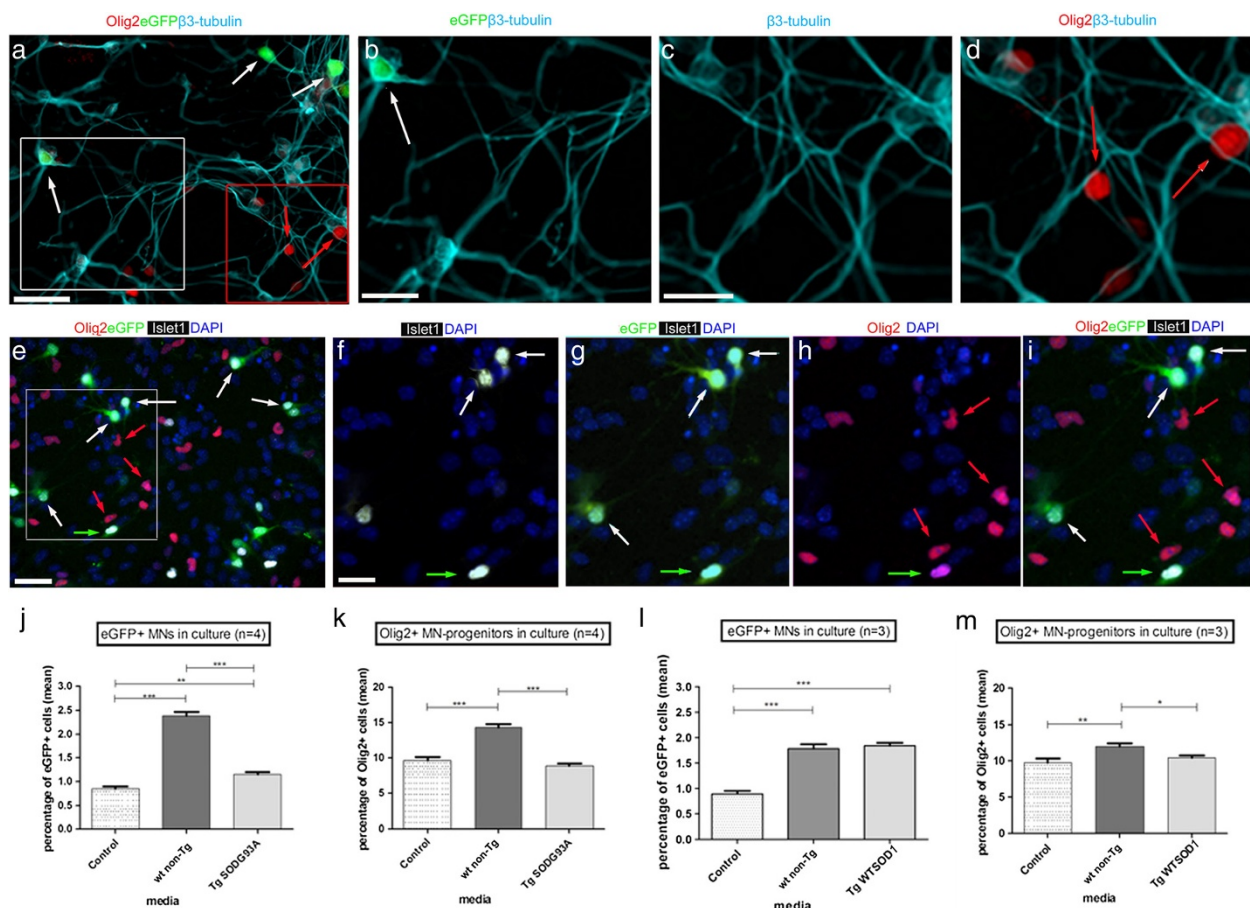 Olig2eGFPβ3-tubulin
eGFPβ3-tubulin
β3-tubulin
Olig2β3-tubulin
a
b
c
d
Olig2eGFP Islet1 DAPI
Islet1 DAPI
eGFP Islet1 DAPI
Olig2 DAPI
Olig2eGFP Islet1 DAPI
e
f
g
h
i
j
eGFP+ MNs in culture (n=4)
percentage of eGFP+ cells (mean)
3.0
2.5
2.0
1.5
1.0
0.5
0.0
***
**
***
Control
wt non-Tg
Tg SODG93A
media
k
Olig2+ MN-progenitors in culture (n=4)
percentage of Olig2+ cells (mean)
20
15
10
5
0
***
***
Control
wt non-Tg
Tg SODG93A
media
l
eGFP+ MNs in culture (n=3)
percentage of eGFP+ cells (mean)
3.0
2.5
2.0
1.5
1.0
0.5
0.0
***
***
Control
wt non-Tg
Tg WTSOD1
media
m
Olig2+ MN-progenitors in culture (n=3)
percentage of Olig2+ cells (mean)
20
15
10
5
0
**
*
Control
wt non-Tg
Tg WTSOD1
media